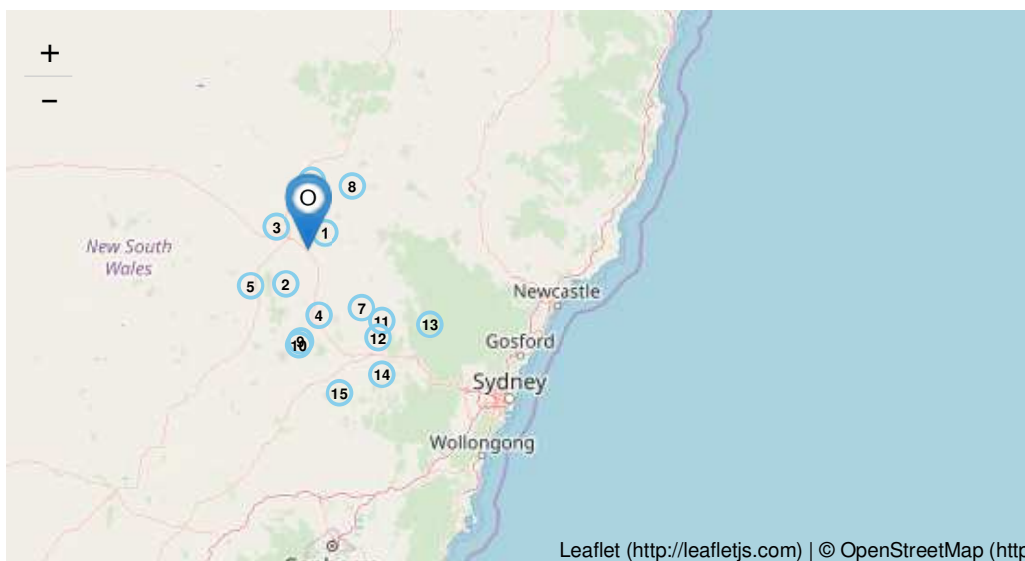 +
−
8
O
3
1
New South
Wales
5
2
Newcastle
7
4
11
13
12
9
10
Gosford
14
Sydney
15
Wollongong
Leaflet (http://leafletjs.com) | © OpenStreetMap (http